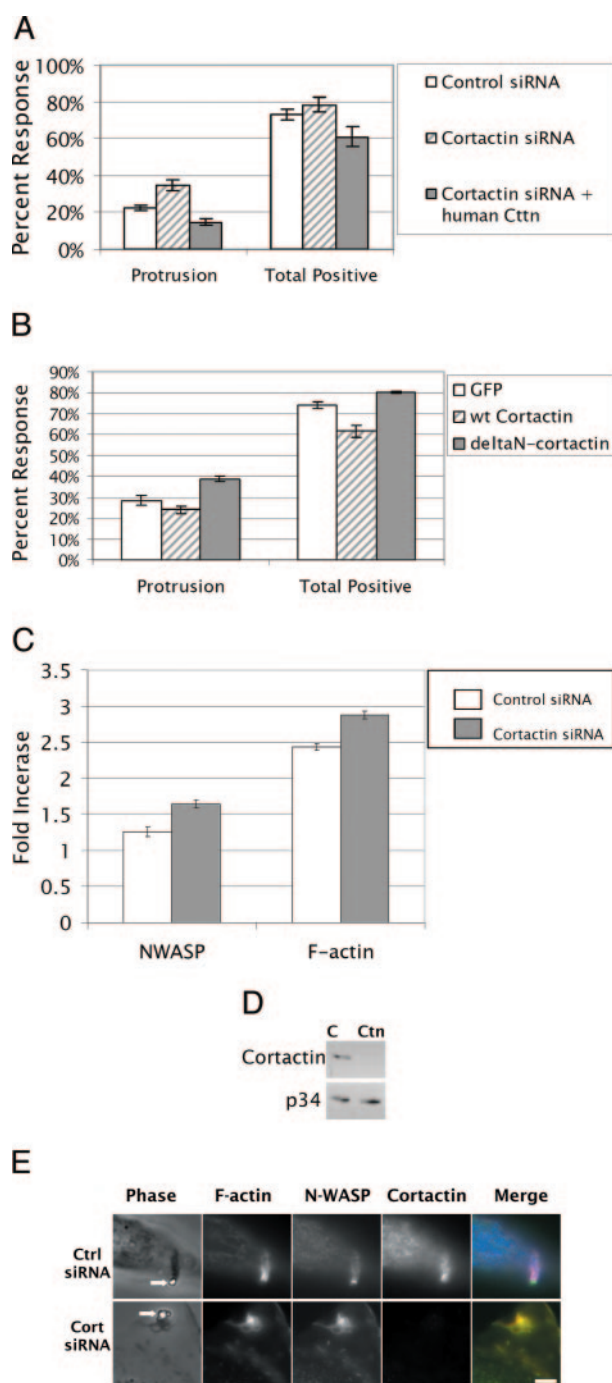 A
Percent Response
100%
80%
60%
40%
20%
0%
Protrusion
Total Positive
Control siRNA
Cortactin siRNA
Cortactin siRNA +
human Cttn
B
Percent Response
90%
80%
70%
60%
50%
40%
30%
20%
10%
0%
Protrusion
Total Positive
GFP
wt Cortactin
deltaN-cortactin
C
Fold Incerase
3.5
3
2.5
2
1.5
1
0.5
0
NWASP
F-actin
Control siRNA
Cortactin siRNA
D
C Ctn
Cortactin
p34
E
Phase F-actin N-WASP Cortactin Merge
Ctrl
siRNA
Cort
siRNA